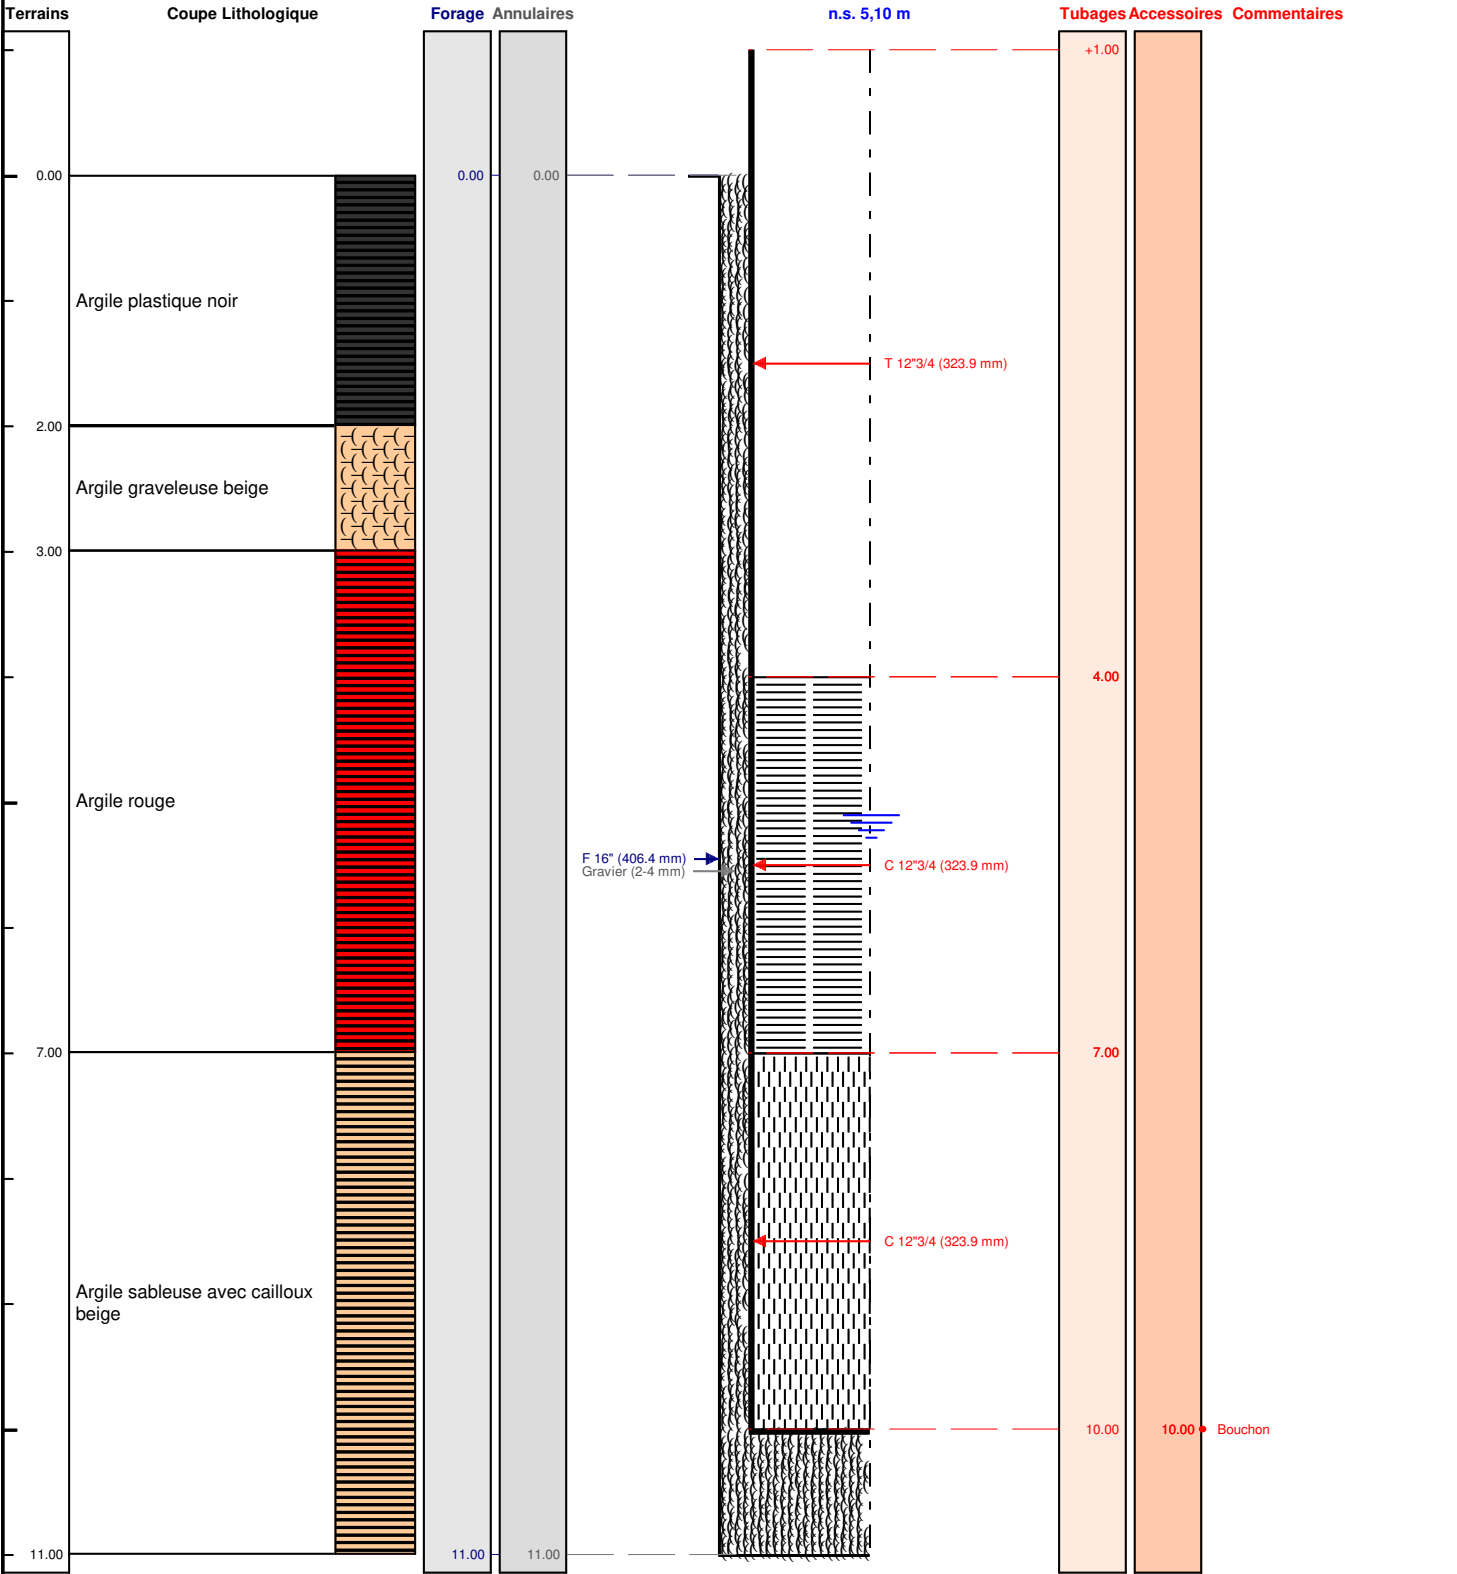 Terrains Coupe Lithologique Forage Annulaires n.s. 5,10 m Tubages Accessoires Commentaires
+1.00
0.00 0.00 0.00
Argile plastique noir
T 12"3/4 (323.9 mm)
2.00
Argile graveleuse beige
3.00
4.00
Argile rouge
F 16" (406.4 mm)
C 12"3/4 (323.9 mm)
Gravier (2-4 mm)
7.00 7.00
C 12"3/4 (323.9 mm)
Argile sableuse avec cailloux
beige
10.00 10.00 Bouchon
11.00 11.00 11.00